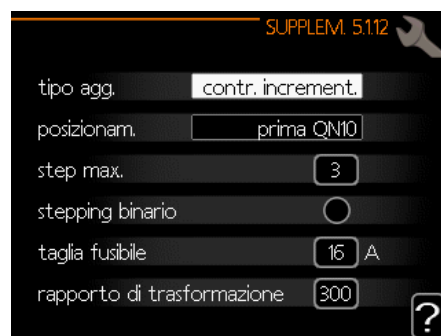 SUPPLEM. 5.1.12
tipo agg. contr. increment.
posizionam. prima QN10
step max. 3
stepping binario
taglia fusibile 16 A
rapporto di trasformazione 300
?